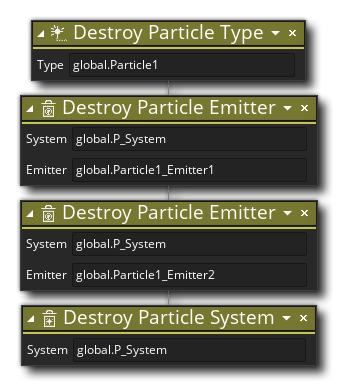 Destroy Particle Type
Type global.Particle1
Destroy Particle Emitter
System global.P_System
Emitter global.Particle1_Emitter1
Destroy Particle Emitter
System global.P_System
Emitter global.Particle1_Emitter2
Destroy Particle System
System global.P_System